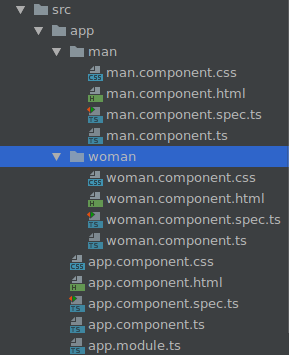 src
app
man
CSS man.component.css
H man.component.html
TS man.component.spec.ts
TS man.component.ts
woman
CSS woman.component.css
H woman.component.html
TS woman.component.spec.ts
TS woman.component.ts
CSS app.component.css
H app.component.html
TS app.component.spec.ts
TS app.component.ts
TS app.module.ts